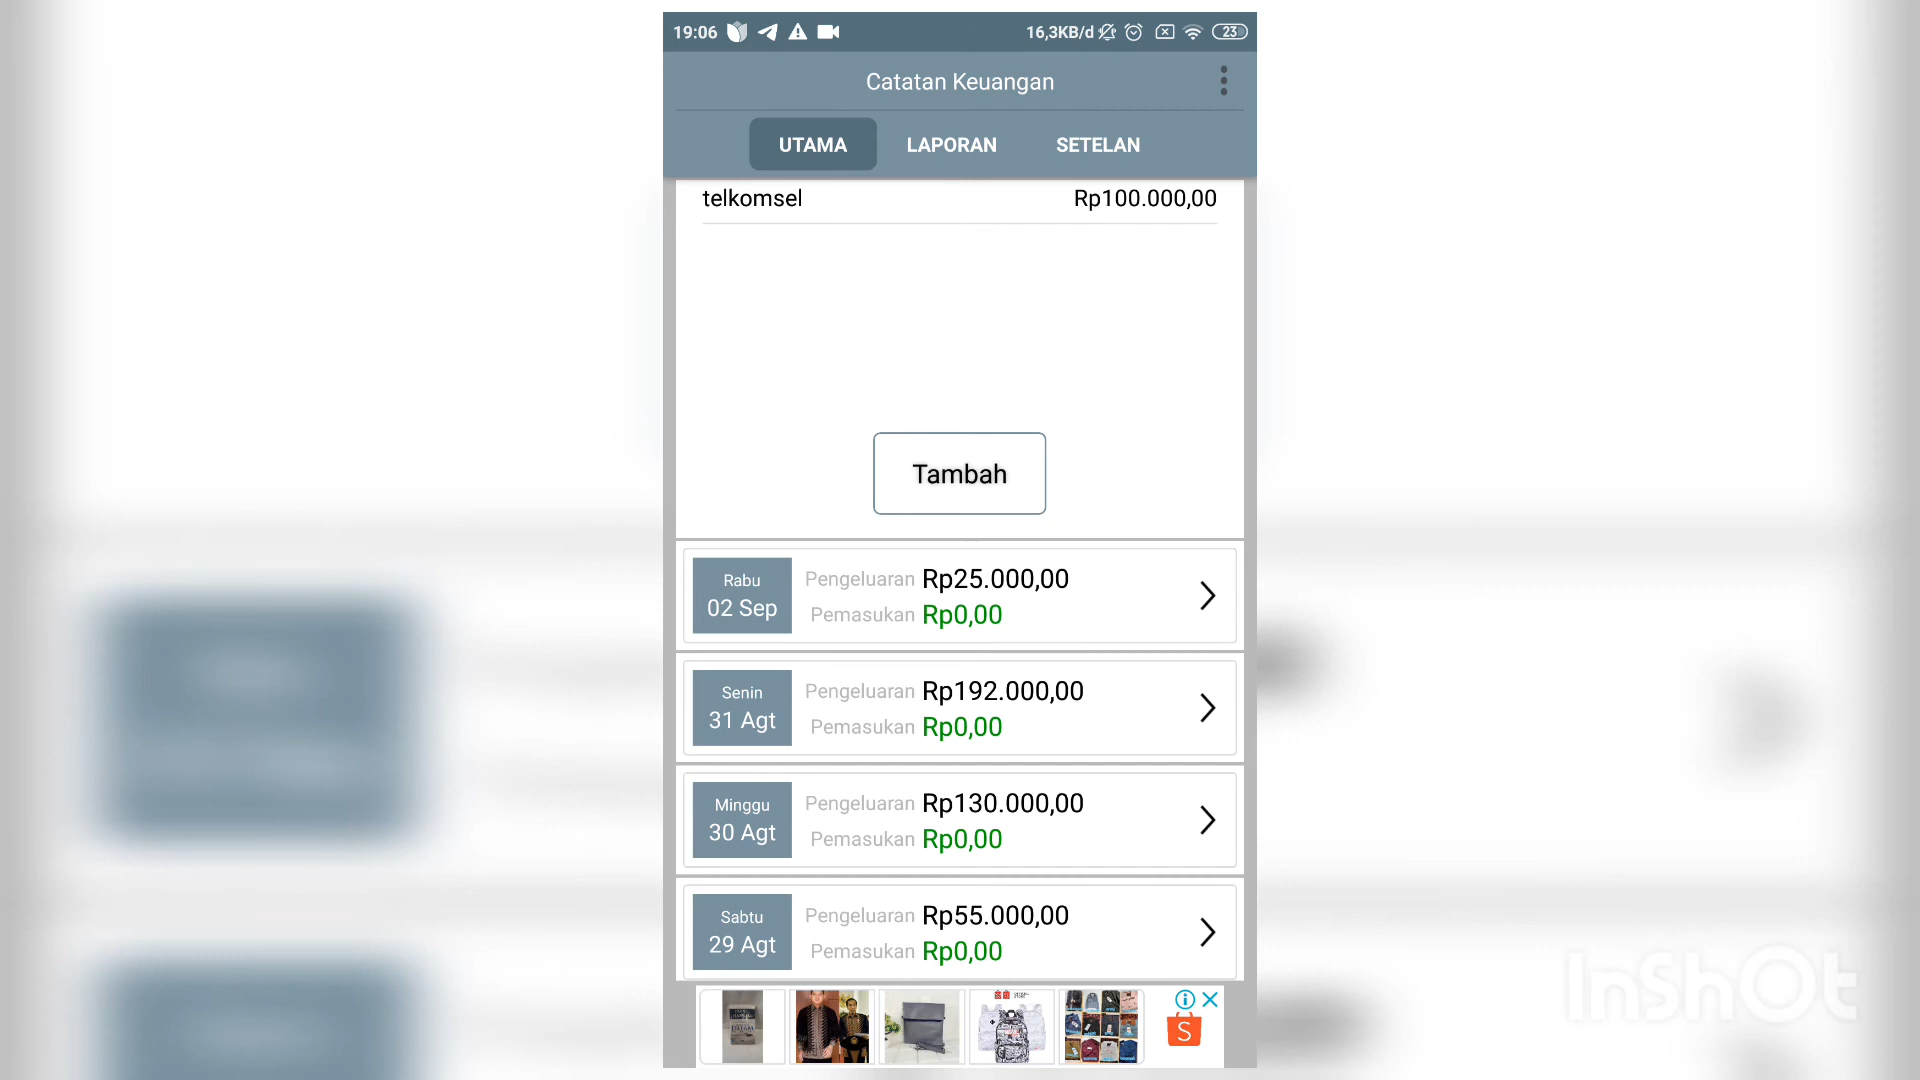 19:06 16,3KB/d 23
Catatan Keuangan
UTAMA LAPORAN SETELAN
telkomsel Rp100.000,00
Tambah
Rabu
02 Sep
Pengeluaran Rp25.000,00
Pemasukan Rp0,00
Senin
31 Agt
Pengeluaran Rp192.000,00
Pemasukan Rp0,00
Minggu
30 Agt
Pengeluaran Rp130.000,00
Pemasukan Rp0,00
Sabtu
29 Agt
Pengeluaran Rp55.000,00
Pemasukan Rp0,00
S
InShOt